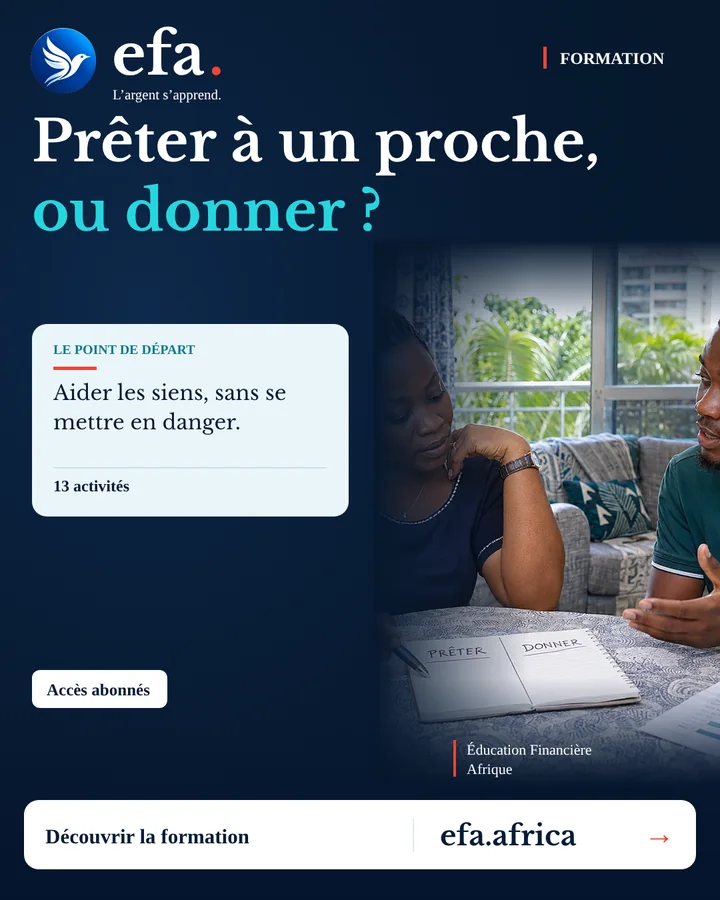 efa.
L’argent s’apprend.
FORMATION
Prêter à un proche,
ou donner ?
LE POINT DE DÉPART
Aider les siens, sans se
mettre en danger.
13 activités
PRÊTER
DONNER
Accès abonnés
Éducation Financière
Afrique
Découvrir la formation
efa.africa
→